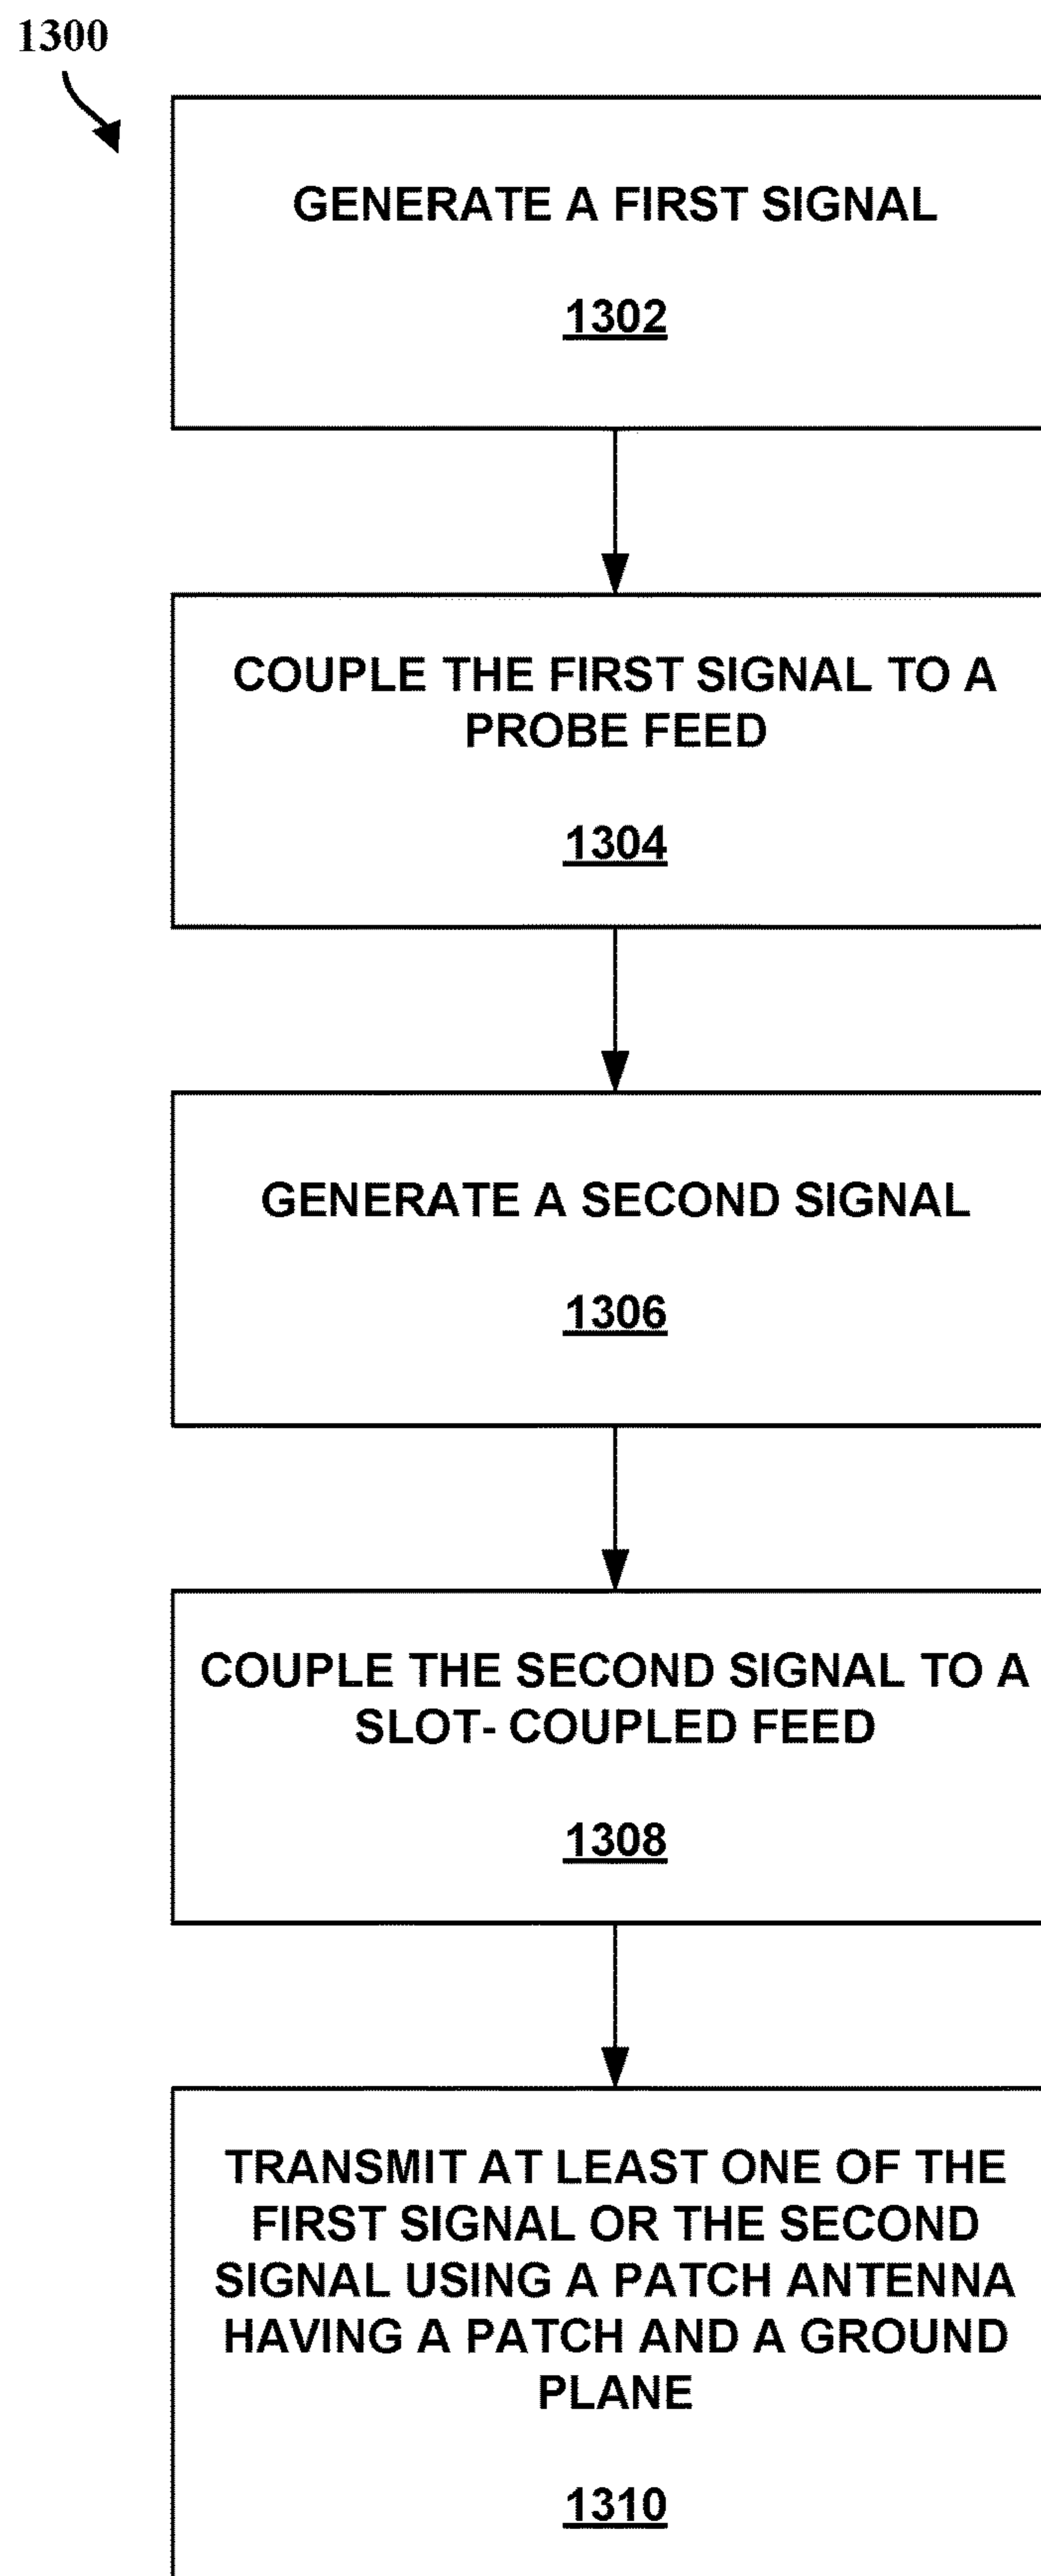 1300
GENERATE A FIRST SIGNAL
1302
COUPLE THE FIRST SIGNAL TO A
PROBE FEED
1304
GENERATE A SECOND SIGNAL
1306
COUPLE THE SECOND SIGNAL TO A
SLOT- COUPLED FEED
1308
TRANSMIT AT LEAST ONE OF THE
FIRST SIGNAL OR THE SECOND
SIGNAL USING A PATCH ANTENNA
HAVING A PATCH AND A GROUND
PLANE
1310